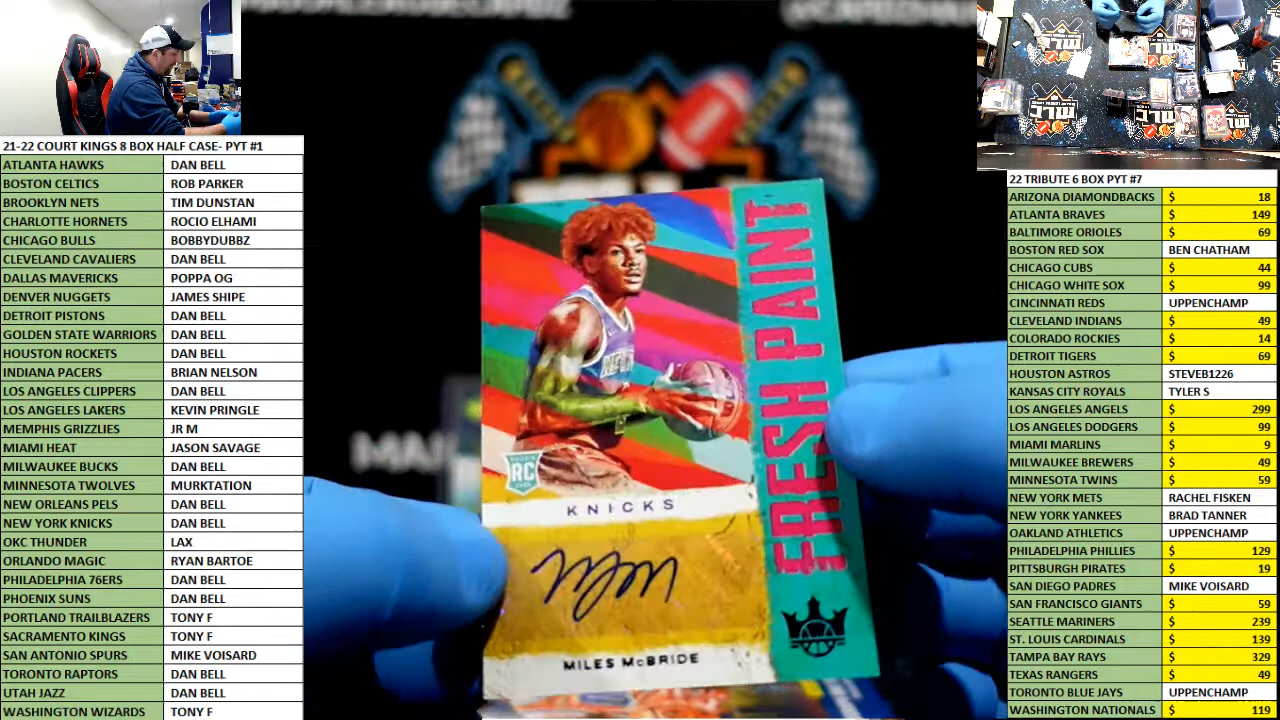 21-22 COURT KINGS 8 BOX HALF CASE- PYT #1
ATLANTA HAWKS DAN BELL
BOSTON CELTICS ROB PARKER
BROOKLYN NETS TIM DUNSTAN
CHARLOTTE HORNETS ROCIO ELHAMI
CHICAGO BULLS BOBBYDUBBZ
CLEVELAND CAVALIERS DAN BELL
DALLAS MAVERICKS POPPA OG
DENVER NUGGETS JAMES SHIPE
DETROIT PISTONS DAN BELL
GOLDEN STATE WARRIORS DAN BELL
HOUSTON ROCKETS DAN BELL
INDIANA PACERS BRIAN NELSON
LOS ANGELES CLIPPERS DAN BELL
LOS ANGELES LAKERS KEVIN PRINGLE
MEMPHIS GRIZZLIES JR M
MIAMI HEAT JASON SAVAGE
MILWAUKEE BUCKS DAN BELL
MINNESOTA TWOLVES MURKTATION
NEW ORLEANS PELS DAN BELL
NEW YORK KNICKS DAN BELL
OKC THUNDER LAX
ORLANDO MAGIC RYAN BARTOE
PHILADELPHIA 76ERS DAN BELL
PHOENIX SUNS DAN BELL
PORTLAND TRAILBLAZERS TONY F
SACRAMENTO KINGS TONY F
SAN ANTONIO SPURS MIKE VOISARD
TORONTO RAPTORS DAN BELL
UTAH JAZZ DAN BELL
WASHINGTON WIZARDS TONY F
FRESH PAINT
RC
KNICKS
MILES McBRIDE
22 TRIBUTE 6 BOX PYT #7
ARIZONA DIAMONDBACKS $ 18
ATLANTA BRAVES $ 149
BALTIMORE ORIOLES $ 69
BOSTON RED SOX BEN CHATHAM
CHICAGO CUBS $ 44
CHICAGO WHITE SOX $ 99
CINCINNATI REDS UPPENCHAMP
CLEVELAND INDIANS $ 49
COLORADO ROCKIES $ 14
DETROIT TIGERS $ 69
HOUSTON ASTROS STEVEB1226
KANSAS CITY ROYALS TYLER S
LOS ANGELES ANGELS $ 299
LOS ANGELES DODGERS $ 99
MIAMI MARLINS $ 9
MILWAUKEE BREWERS $ 49
MINNESOTA TWINS $ 59
NEW YORK METS RACHEL FISKEN
NEW YORK YANKEES BRAD TANNER
OAKLAND ATHLETICS UPPENCHAMP
PHILADELPHIA PHILLIES $ 129
PITTSBURGH PIRATES $ 19
SAN DIEGO PADRES MIKE VOISARD
SAN FRANCISCO GIANTS $ 59
SEATTLE MARINERS $ 239
ST. LOUIS CARDINALS $ 139
TAMPA BAY RAYS $ 329
TEXAS RANGERS $ 49
TORONTO BLUE JAYS UPPENCHAMP
WASHINGTON NATIONALS $ 119